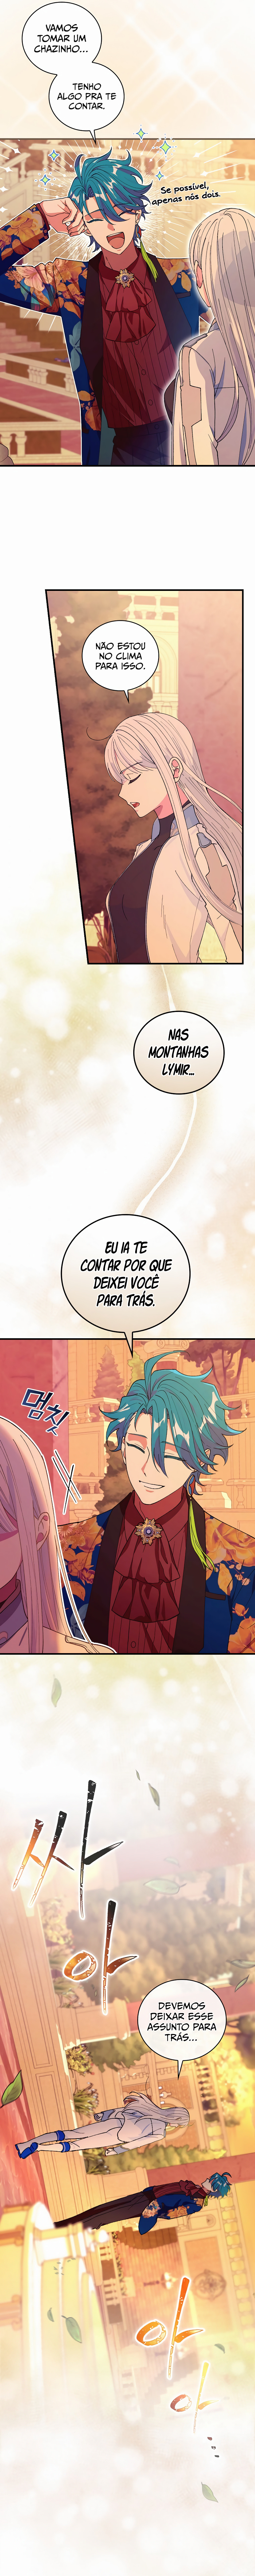 VAMOS
TOMAR UM
CHAZINHO...
TENHO
ALGO PRA TE
CONTAR.
Se possível,
apenas nós dois.
NÃO ESTOU
NO CLIMA
PARA ISSO.
NAS
MONTANHAS
LYMIR...
EU IA TE
CONTAR POR QUE
DEIXEI VOCÊ
PARA TRÁS.
멈칫
쏴
아
DEVEMOS
DEIXAR ESSE
ASSUNTO PARA
TRÁS...
아
아
...